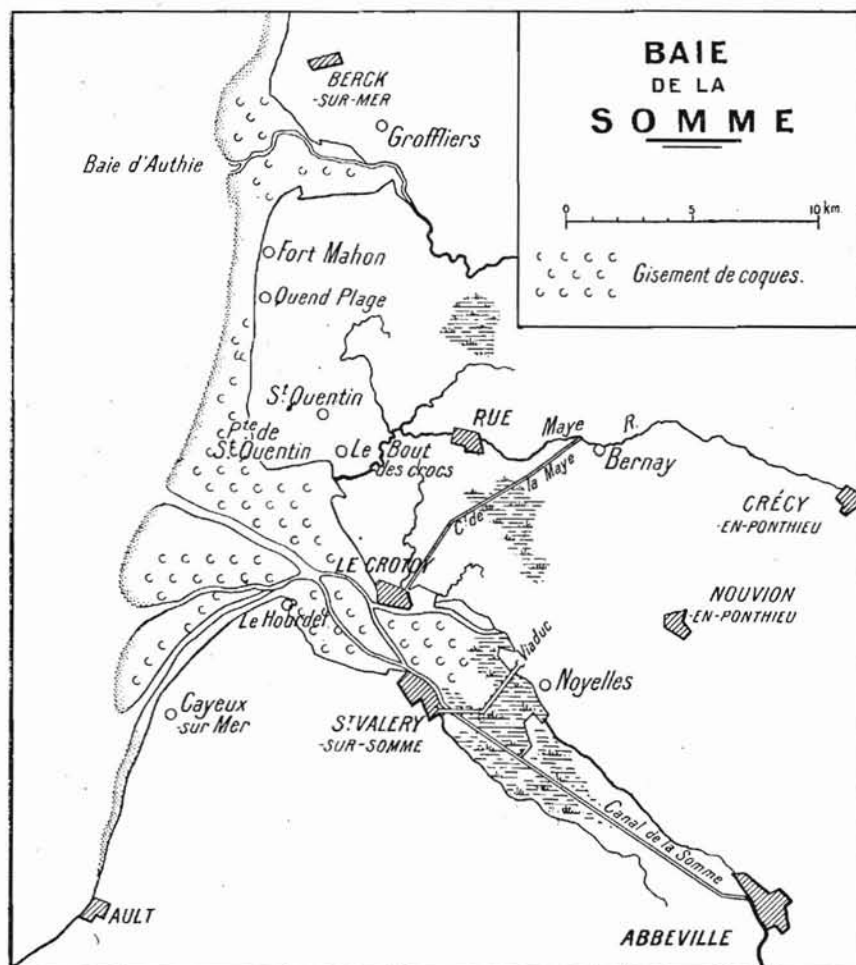 BAIE
DE LA
SOMME
0 5 10 km.
Gisement de coques.
BERCK
-SUR-MER
Groffliers
Baie d'Authie
Fort Mahon
Quend Plage
St Quentin
Pte de
St Quentin
Le Bout
des crocs
RUE
Maye R.
Bernay
Cl de la Maye
CRÉCY
-EN-PONTHIEU
LE CROTOY
NOUVION
-EN-PONTHIEU
Le Hourdel
Viaduc
Noyelles
Cayeux
sur Mer
St VALERY
-SUR-SOMME
Canal de la Somme
AULT
ABBEVILLE